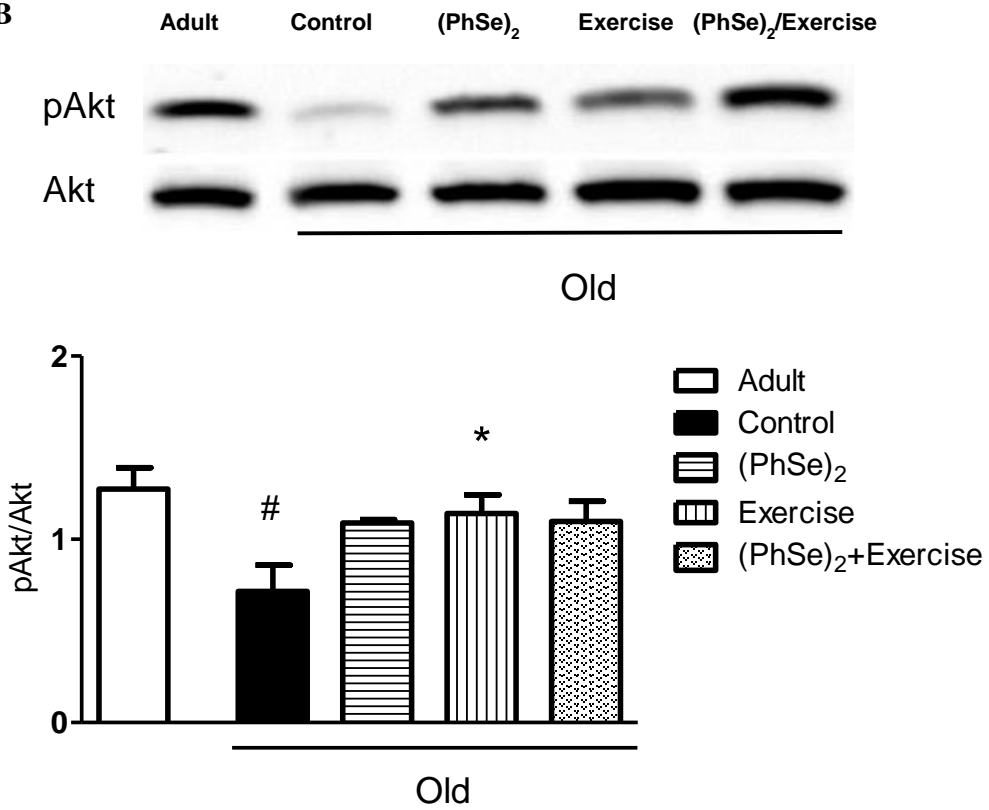 B
Adult Control (PhSe)2 Exercise (PhSe)2/Exercise
pAkt
Akt
Old
2
1
0
pAkt/Akt
#
*
Old
Adult
Control
(PhSe)2
Exercise
(PhSe)2+Exercise